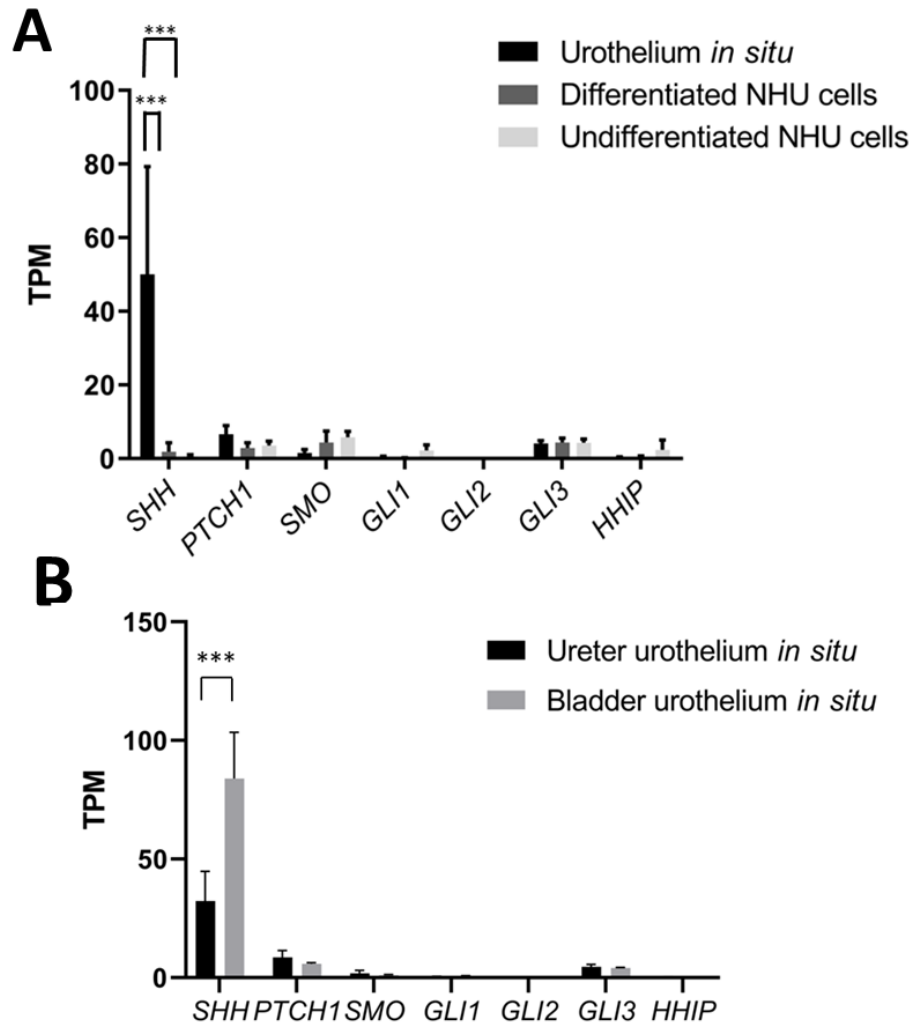 A
***
***
Urothelium in situ
Differentiated NHU cells
Undifferentiated NHU cells
100
80
60
40
20
0
TPM
SHH
PTCH1
SMO
GLI1
GLI2
GLI3
HHIP
B
***
Ureter urothelium in situ
Bladder urothelium in situ
150
100
50
0
TPM
SHH PTCH1 SMO GLI1 GLI2 GLI3 HHIP